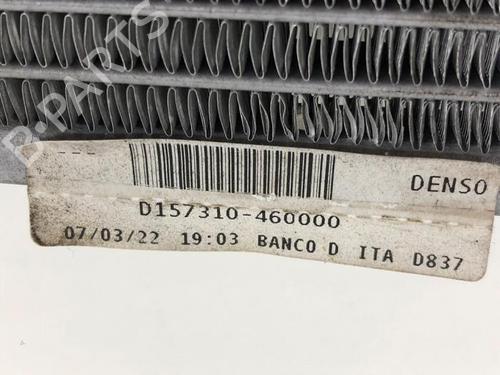 B-PARTS
DENSO
D157310-460000
07/03/22 19:03 BANCO D ITA D837